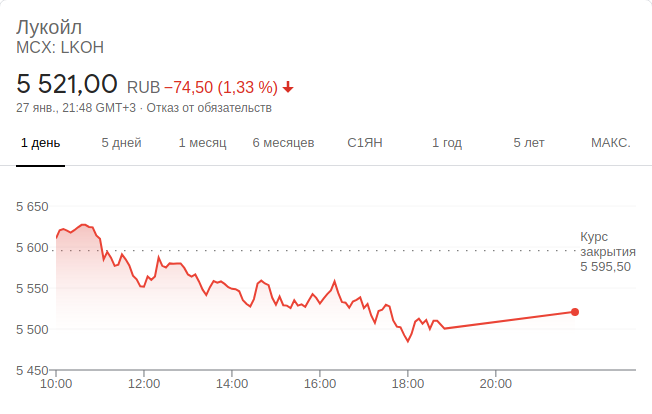 Лукойл
MCX: LKOH
5 521,00 RUB −74,50 (1,33 %)
27 янв., 21:48 GMT+3 · Отказ от обязательств
1 день 5 дней 1 месяц 6 месяцев С1ЯН 1 год 5 лет МАКС.
5 650
5 600
5 550
5 500
5 450
Курс
закрытия
5 595,50
10:00 12:00 14:00 16:00 18:00 20:00